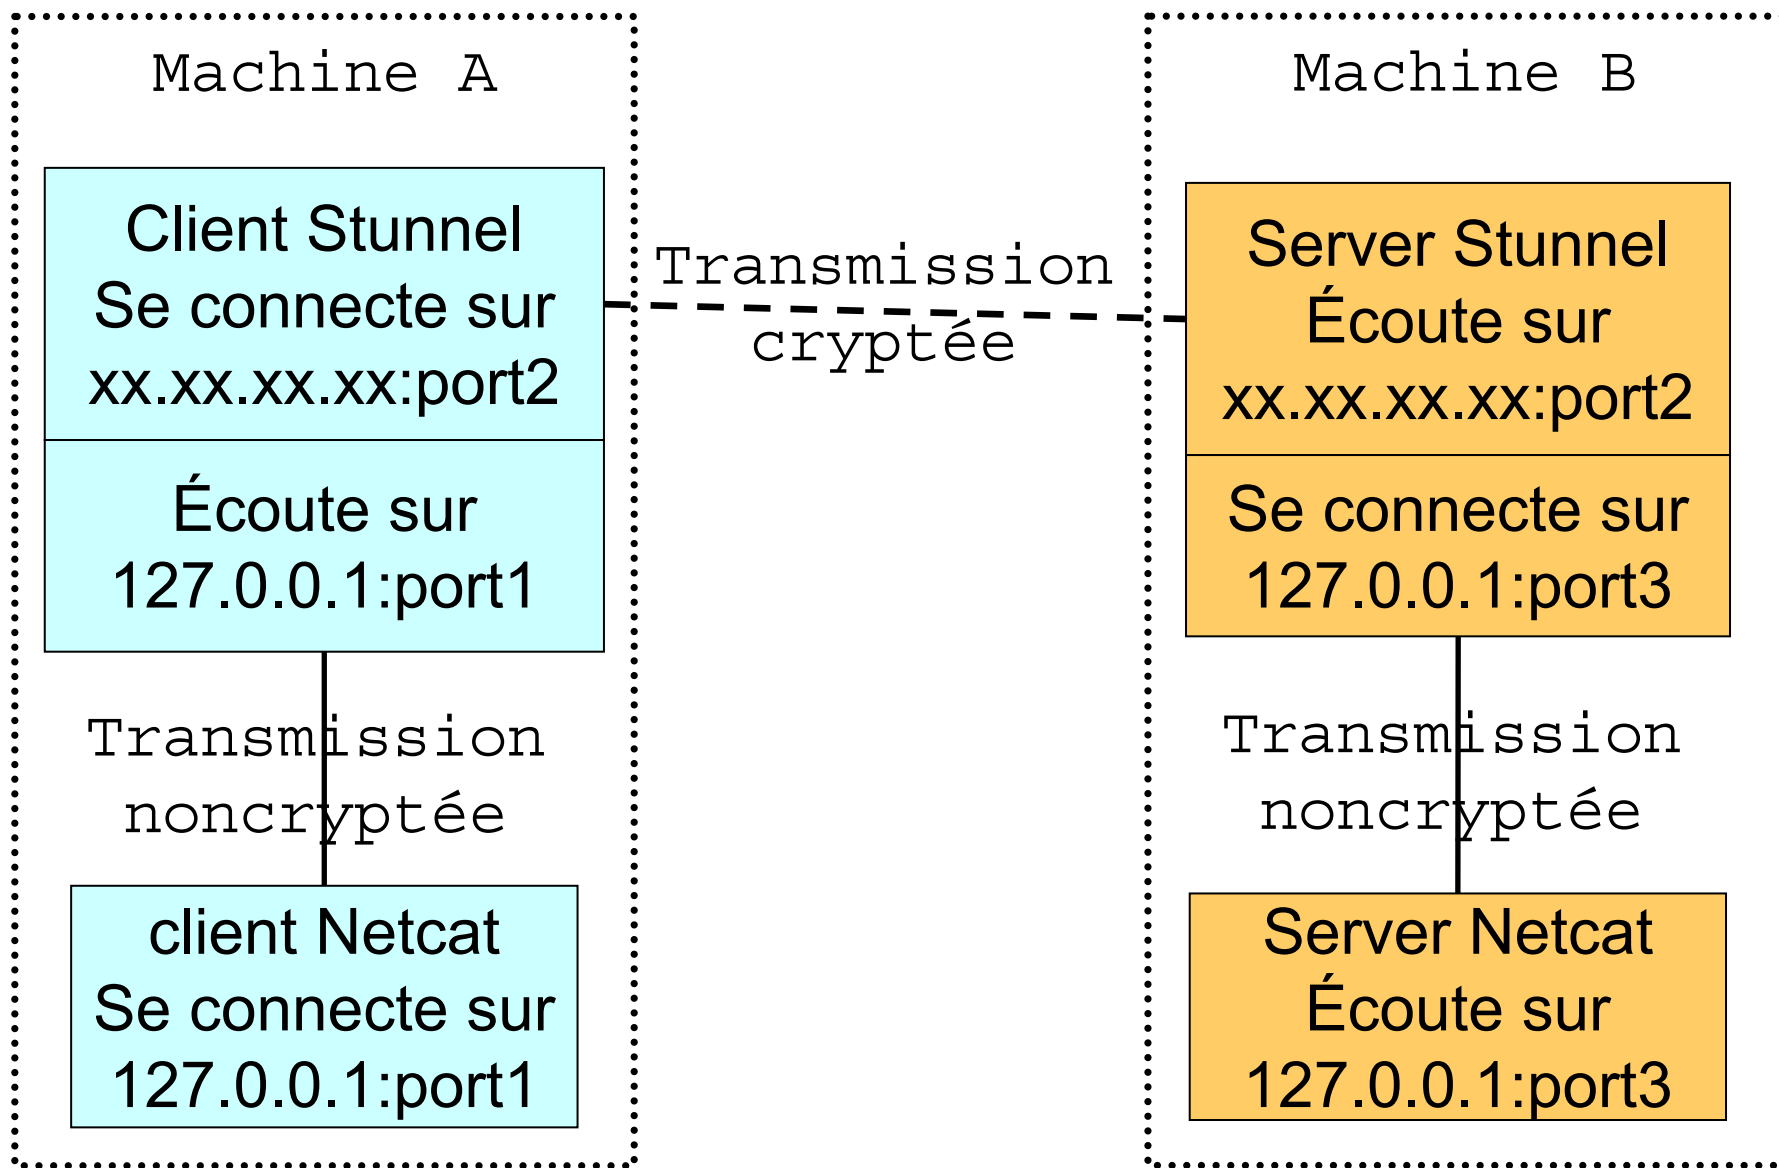 Machine A
Client Stunnel
Se connecte sur
xx.xx.xx.xx:port2
Écoute sur
127.0.0.1:port1
Transmission
noncryptée
client Netcat
Se connecte sur
127.0.0.1:port1
Transmission
cryptée
Machine B
Server Stunnel
Écoute sur
xx.xx.xx.xx:port2
Se connecte sur
127.0.0.1:port3
Transmission
noncryptée
Server Netcat
Écoute sur
127.0.0.1:port3